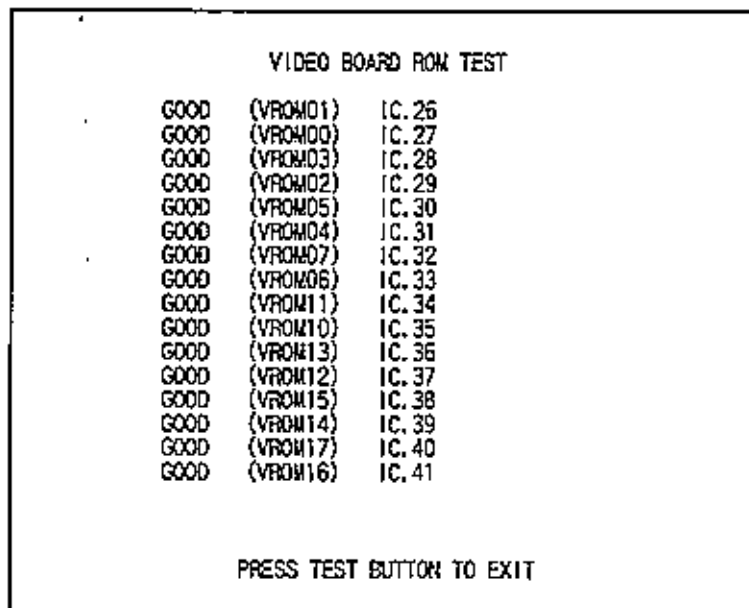 VIDEO BOARD ROM TEST
GOOD (VROM01) IC.26
GOOD (VROM00) IC.27
GOOD (VROM03) IC.28
GOOD (VROM02) IC.29
GOOD (VROM05) IC.30
GOOD (VROM04) IC.31
GOOD (VROM07) IC.32
GOOD (VROM06) IC.33
GOOD (VROM11) IC.34
GOOD (VROM10) IC.35
GOOD (VROM13) IC.36
GOOD (VROM12) IC.37
GOOD (VROM15) IC.38
GOOD (VROM14) IC.39
GOOD (VROM17) IC.40
GOOD (VROM16) IC.41
PRESS TEST BUTTON TO EXIT